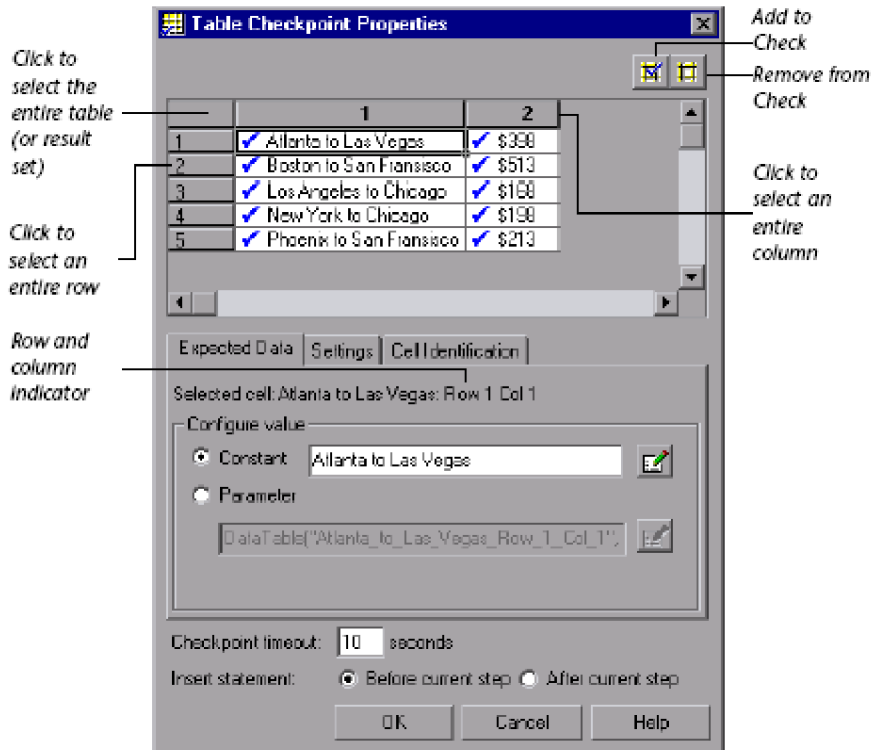 Table Checkpoint Properties
Add to
Check
Remove from
Check
Click to
select the
entire table
(or result
set)
1 2
1 Atlanta to Las Vegas $398
2 Boston to San Fransisco $513
3 Los Angeles to Chicago $168
4 New York to Chicago $198
5 Phoenix to San Fransisco $213
Click to
select an
entire
column
Click to
select an
entire row
Row and
column
indicator
Expected Data Settings Cell Identification
Selected cell: Atlanta to Las Vegas: Row 1 Col 1
Configure value
Constant Atlanta to Las Vegas
Parameter
DataTable("Atlanta_to_Las_Vegas_Row_1_Col_1",
Checkpoint timeout: 10 seconds
Insert statement: Before current step After current step
OK Cancel Help